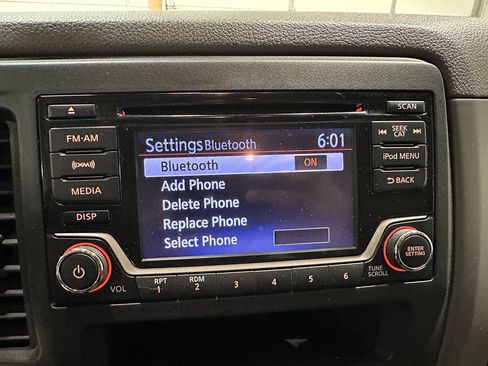 SCAN
FM·AM
SEEK
CAT
((xm))
iPod MENU
MEDIA
BACK
DISP
Settings Bluetooth 6:01
Bluetooth ON
Add Phone
Delete Phone
Replace Phone
Select Phone
VOL
RPT
1
RDM
2
3
4
5
6
TUNE
SCROLL
ENTER
SETTING